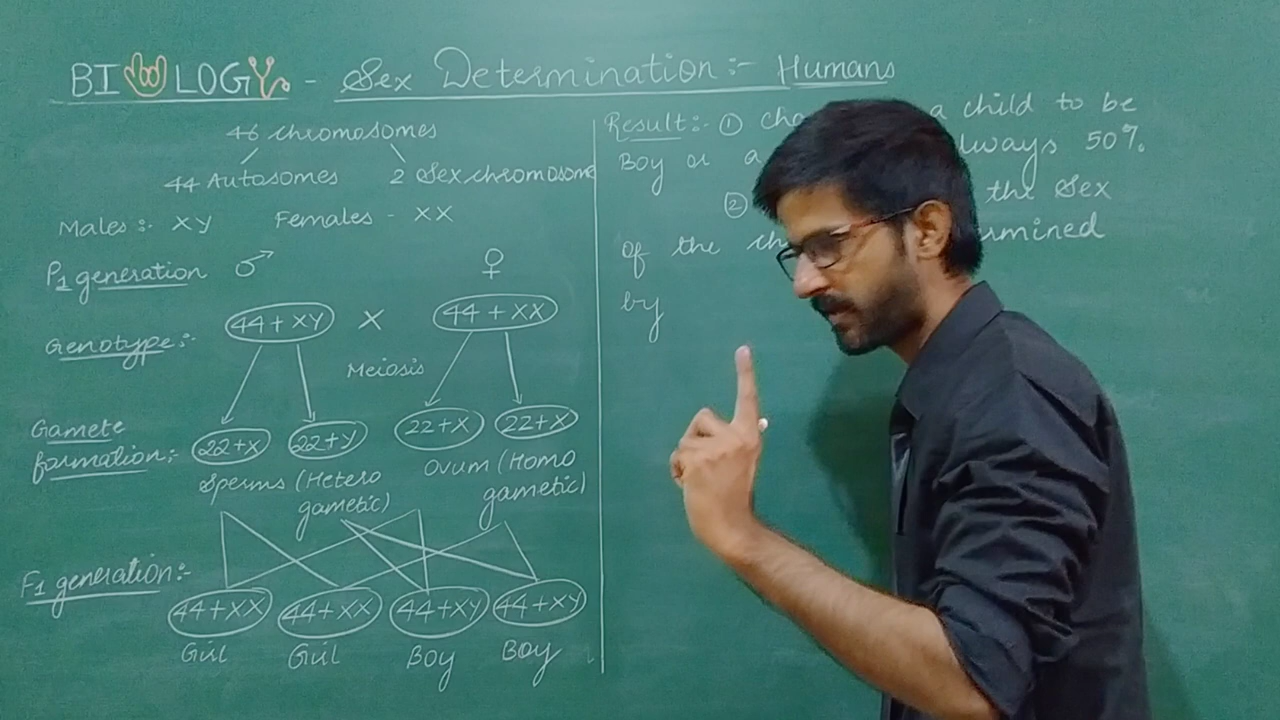 BIOLOGY - Sex Determination:- Humans
46 chromosomes
44 Autosomes 2 Sex chromosome
Males :- XY Females - XX
P1 generation ♂ ♀
Genotype:- 44+XY X 44+XX
Meiosis
Gamete
formation:- 22+X 22+Y 22+X 22+X
Sperms (Hetero
gametic) Ovum (Homo
gametic)
F1 generation:-
44+XX 44+XX 44+XY 44+XY
Girl Girl Boy Boy
Result:- ① a child to be
Boy or a 50%
② the Sex
of the
by